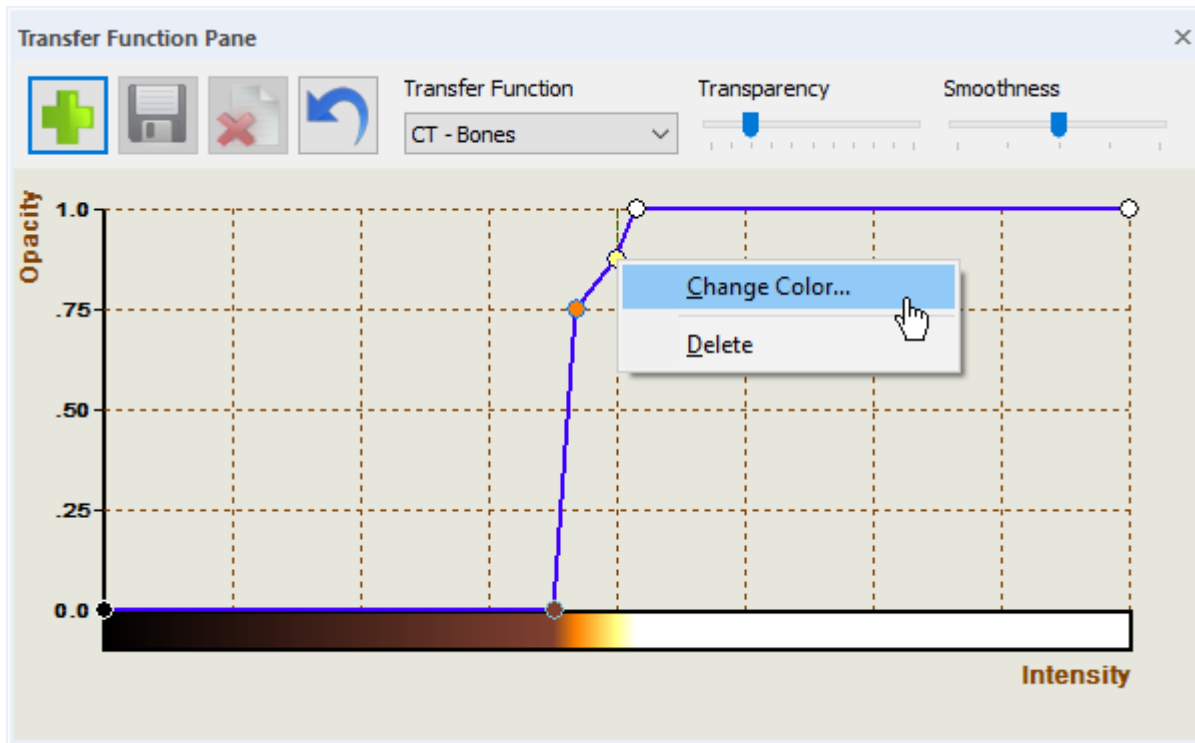 Transfer Function Pane
Transfer Function
Transparency
Smoothness
CT - Bones
Opacity
1.0
.75
.50
.25
0.0
Change Color...
Delete
Intensity